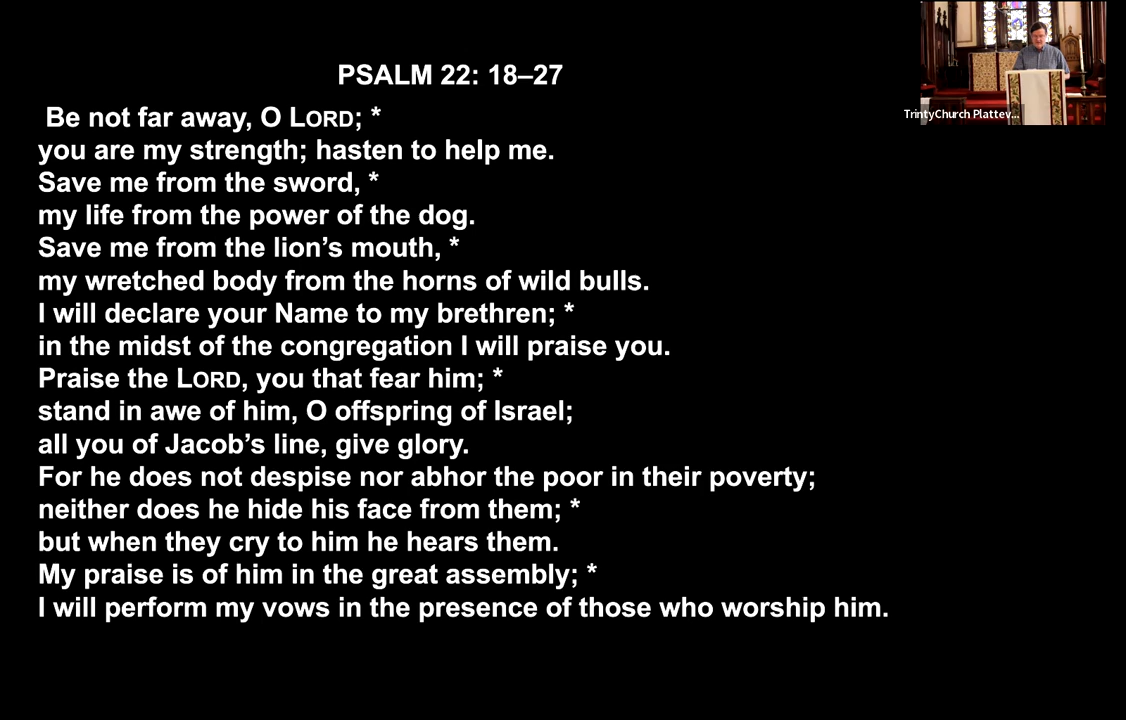 PSALM 22: 18–27
Be not far away, O LORD; *
you are my strength; hasten to help me.
Save me from the sword, *
my life from the power of the dog.
Save me from the lion’s mouth, *
my wretched body from the horns of wild bulls.
I will declare your Name to my brethren; *
in the midst of the congregation I will praise you.
Praise the LORD, you that fear him; *
stand in awe of him, O offspring of Israel;
all you of Jacob’s line, give glory.
For he does not despise nor abhor the poor in their poverty;
neither does he hide his face from them; *
but when they cry to him he hears them.
My praise is of him in the great assembly; *
I will perform my vows in the presence of those who worship him.
TrintyChurch Plattev...